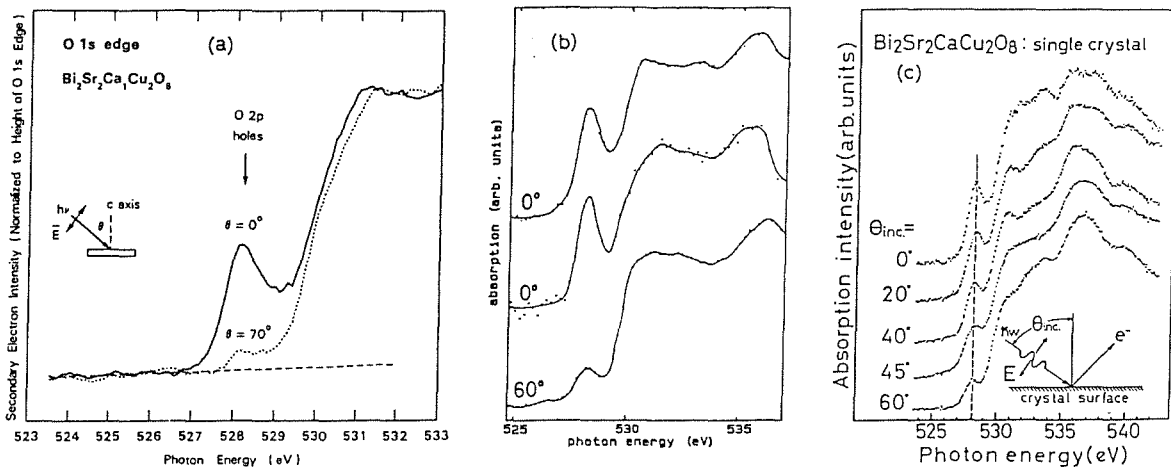 Secondary Electron Intensity (Normalized to Height of O 1s Edge)
O 1s edge
(a)
Bi₂Sr₂Ca₁Cu₂O₈
O 2p
holes
hν
c axis
θ
E
θ = 0°
θ = 70°
523 524 525 526 527 528 529 530 531 532 533
Photon Energy (eV)
(b)
absorption (arb. units)
0°
0°
60°
525 530 535
photon energy (eV)
Bi₂Sr₂CaCu₂O₈: single crystal
(c)
Absorption intensity (arb.units)
Θinc.=
0°
20°
40°
45°
60°
ħw
Θinc.
e⁻
E
crystal surface
525 530 535 540
Photon energy(eV)